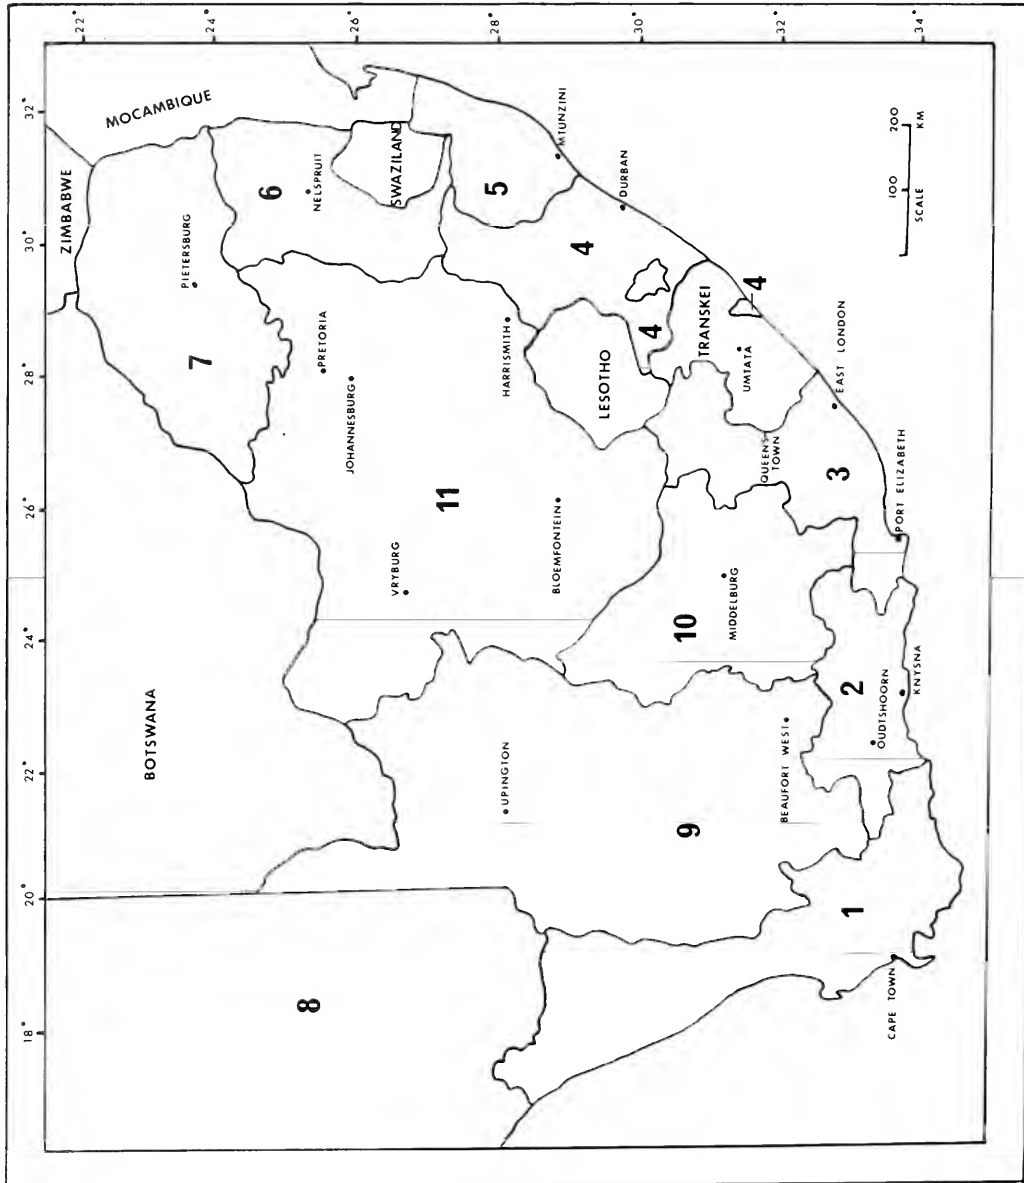 22°
24°
26°
28°
30°
32°
34°
32°
30°
28°
26°
24°
22°
20°
18°
ZIMBABWE
MOCAMBIQUE
PIETERSBURG
7
6
NELSPRUIT
SWAZILAND
5
MTUNZINI
DURBAN
4
4
4
PRETORIA
JOHANNESBURG
HARRISMITH
LESOTHO
TRANSKEI
UMTATA
EAST LONDON
QUEENS-
TOWN
3
PORT ELIZABETH
11
VRYBURG
BLOEMFONTEIN
10
MIDDELBURG
BOTSWANA
2
OUDTSHOORN
KNYSNA
UPINGTON
BEAUFORT WEST
9
8
1
CAPE TOWN
100
200
KM
SCALE